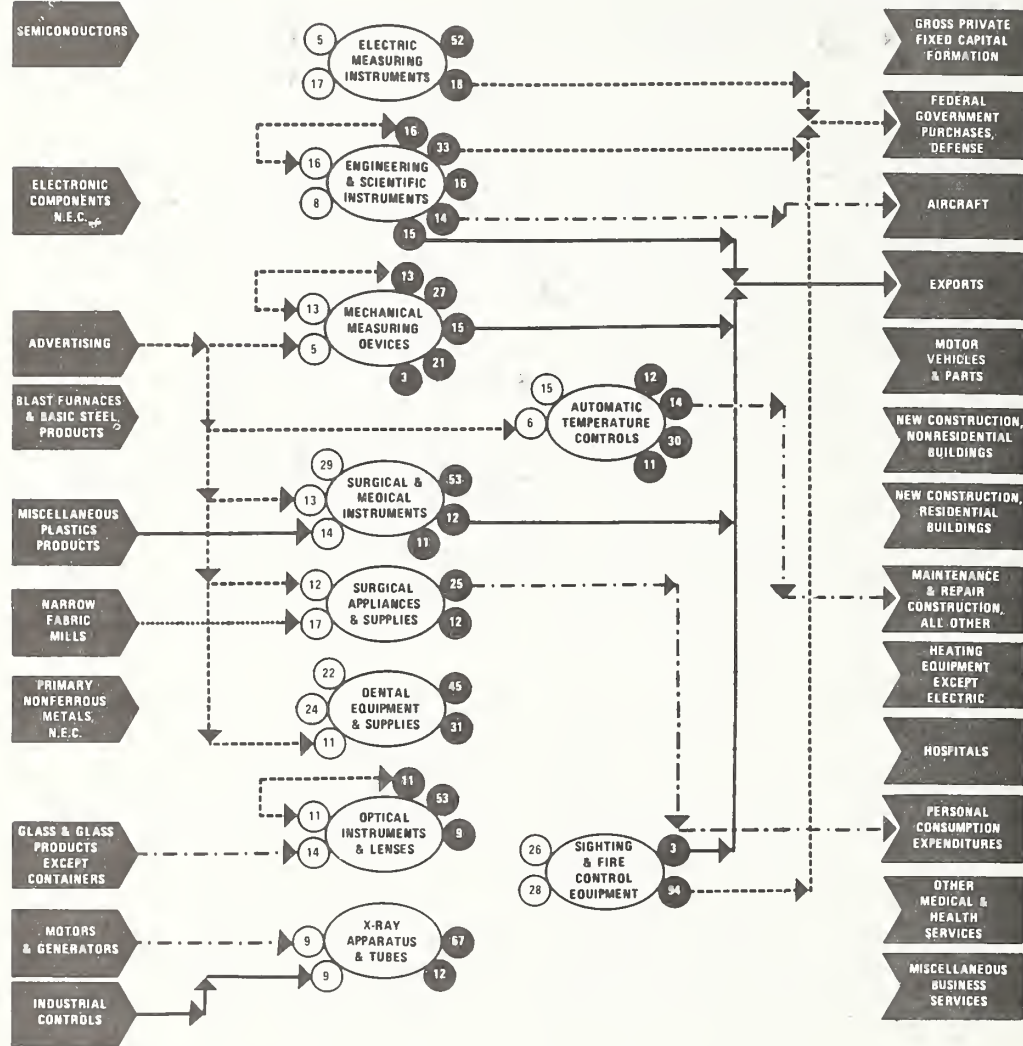 SEMICONDUCTORS
ELECTRONIC
COMPONENTS
N.E.C.
ADVERTISING
BLAST FURNACES
& BASIC STEEL
PRODUCTS
MISCELLANEOUS
PLASTICS
PRODUCTS
NARROW
FABRIC
MILLS
PRIMARY
NONFERROUS
METALS,
N.E.C.
GLASS & GLASS
PRODUCTS
EXCEPT
CONTAINERS
MOTORS
& GENERATORS
INDUSTRIAL
CONTROLS
5
17
ELECTRIC
MEASURING
INSTRUMENTS
52
18
16
8
ENGINEERING
& SCIENTIFIC
INSTRUMENTS
16
33
16
14
15
13
5
MECHANICAL
MEASURING
DEVICES
13
27
15
21
3
15
6
AUTOMATIC
TEMPERATURE
CONTROLS
12
14
30
11
29
13
14
SURGICAL &
MEDICAL
INSTRUMENTS
53
12
11
12
17
SURGICAL
APPLIANCES
& SUPPLIES
25
12
22
24
11
DENTAL
EQUIPMENT
& SUPPLIES
45
31
11
14
OPTICAL
INSTRUMENTS
& LENSES
11
53
9
26
28
SIGHTING
& FIRE
CONTROL
EQUIPMENT
3
94
9
9
X-RAY
APPARATUS
& TUBES
67
12
GROSS PRIVATE
FIXED CAPITAL
FORMATION
FEDERAL
GOVERNMENT
PURCHASES,
DEFENSE
AIRCRAFT
EXPORTS
MOTOR
VEHICLES
& PARTS
NEW CONSTRUCTION,
NONRESIDENTIAL
BUILDINGS
NEW CONSTRUCTION,
RESIDENTIAL
BUILDINGS
MAINTENANCE
& REPAIR
CONSTRUCTION,
ALL OTHER
HEATING
EQUIPMENT
EXCEPT
ELECTRIC
HOSPITALS
PERSONAL
CONSUMPTION
EXPENDITURES
OTHER
MEDICAL &
HEALTH
SERVICES
MISCELLANEOUS
BUSINESS
SERVICES